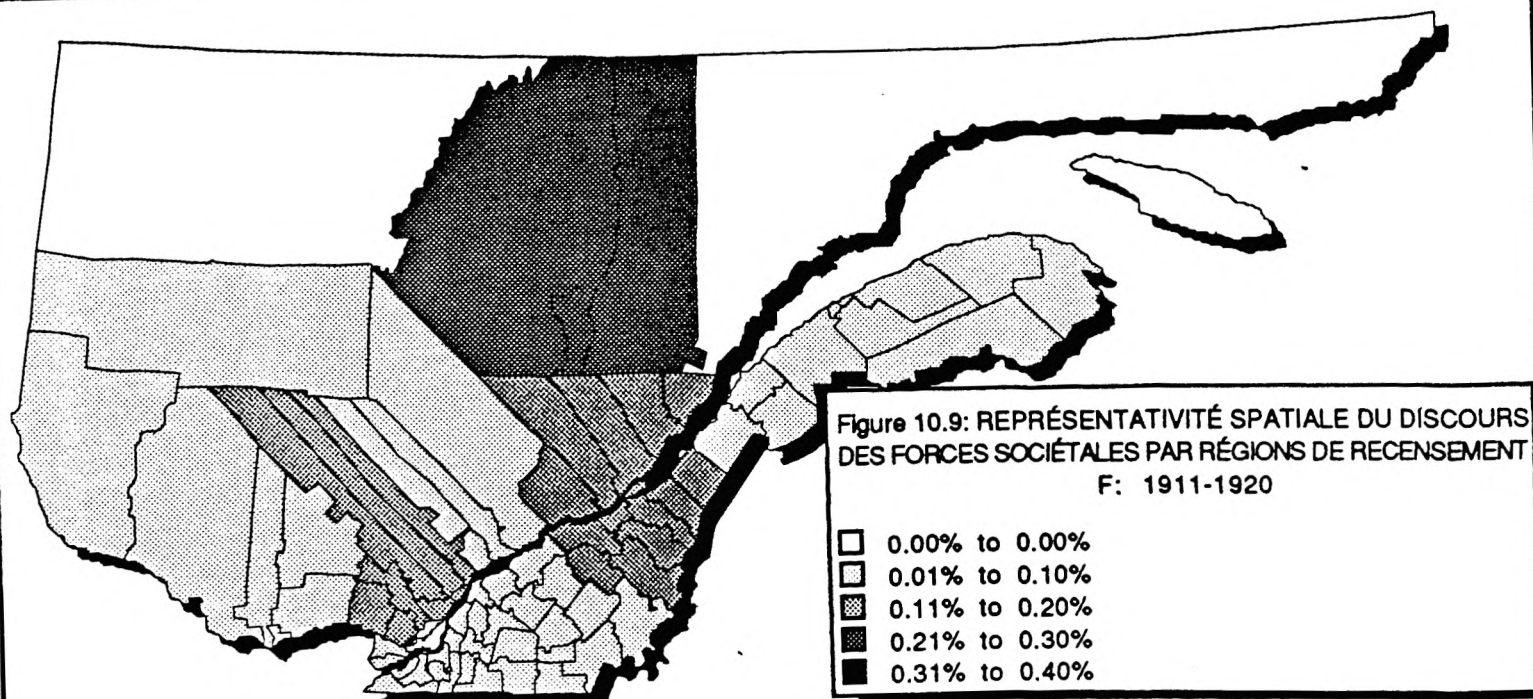 Figure 10.9: REPRÉSENTATIVITÉ SPATIALE DU DISCOURS
DES FORCES SOCIÉTALES PAR RÉGIONS DE RECENSEMENT
F: 1911-1920
0.00% to 0.00%
0.01% to 0.10%
0.11% to 0.20%
0.21% to 0.30%
0.31% to 0.40%